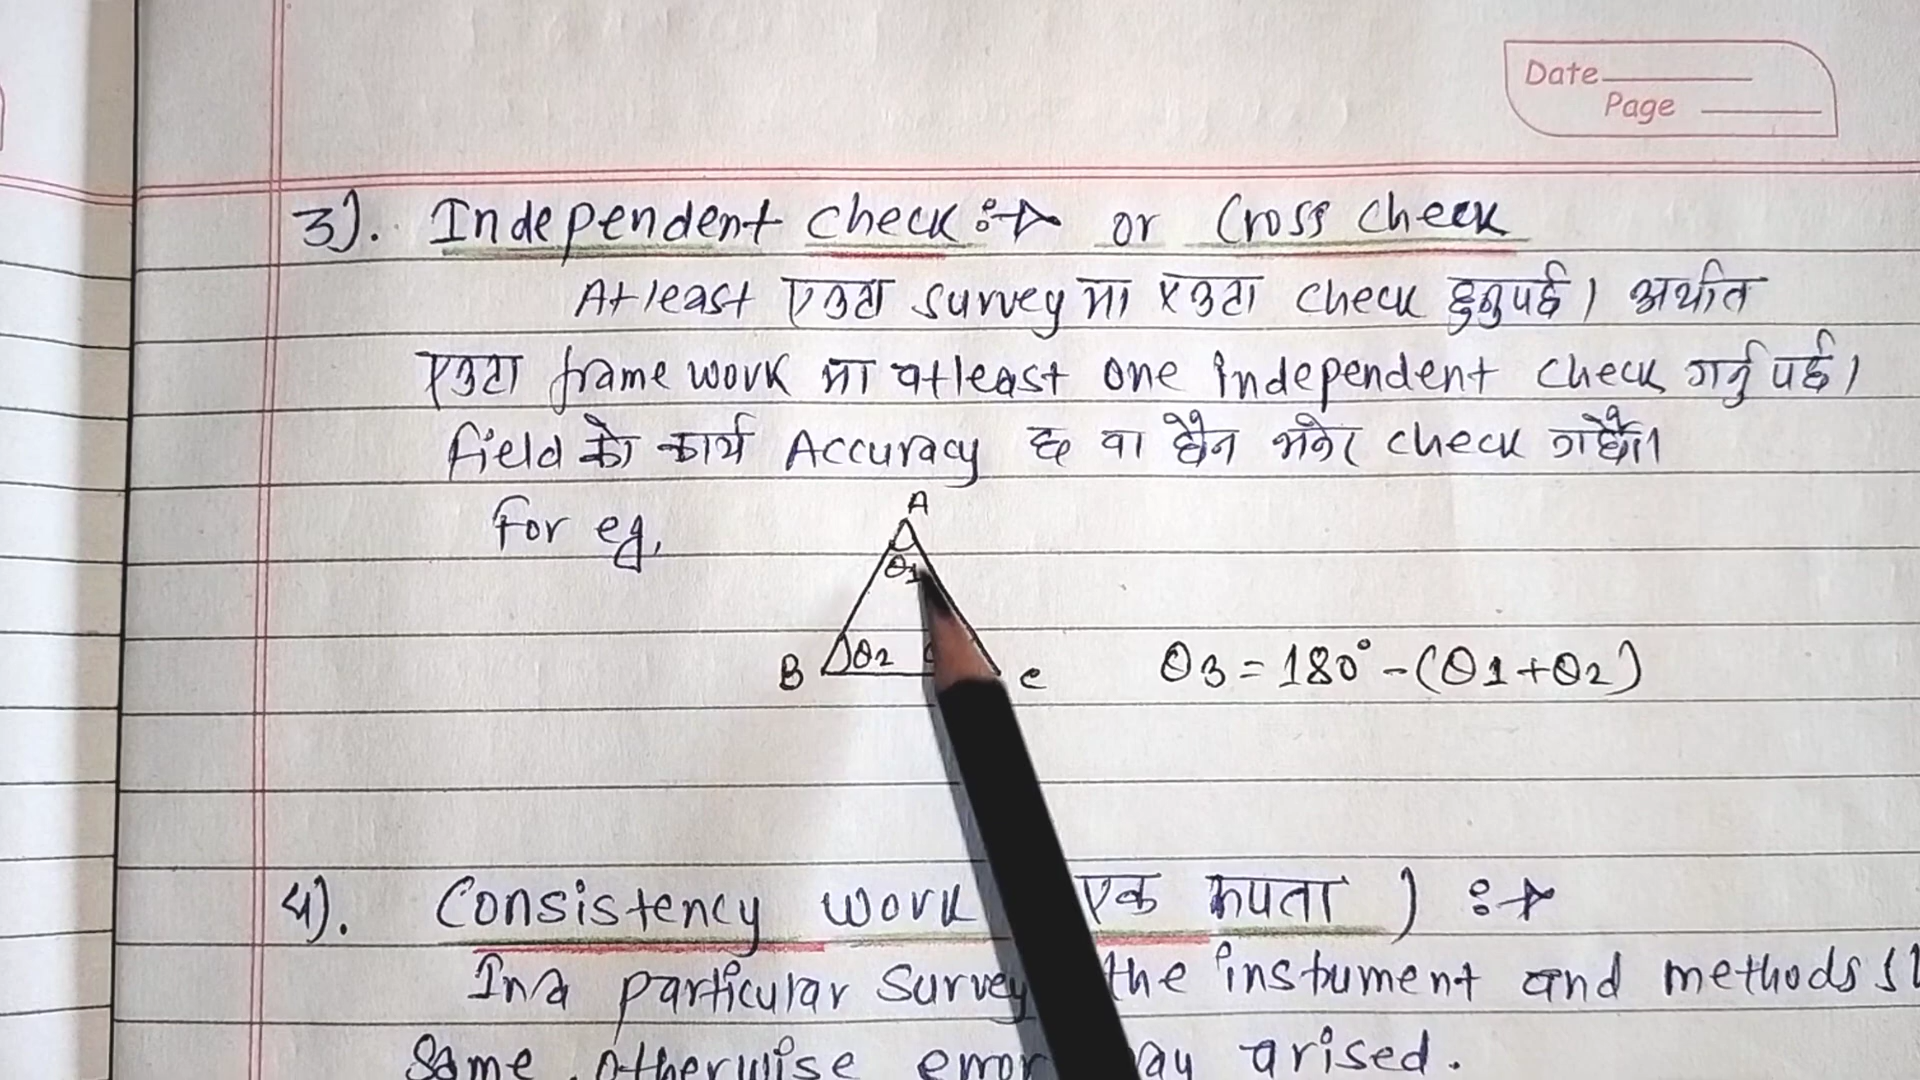 Date
Page
3). Independent check :→ or Cross check
Atleast एउटा survey मा एउटा check हुनुपर्छ। अर्थात
एउटा frame work मा atleast one independent check गर्नु पर्छ।
field को कार्य Accuracy छ वा छैन भनेर check गर्छौ।
For eg,
A
θ1
B θ2 c θ3 = 180° - (θ1+θ2)
4). Consistency work एक रूपता ) :→
In a particular survey the instument and methods
Same, otherwise error arised.